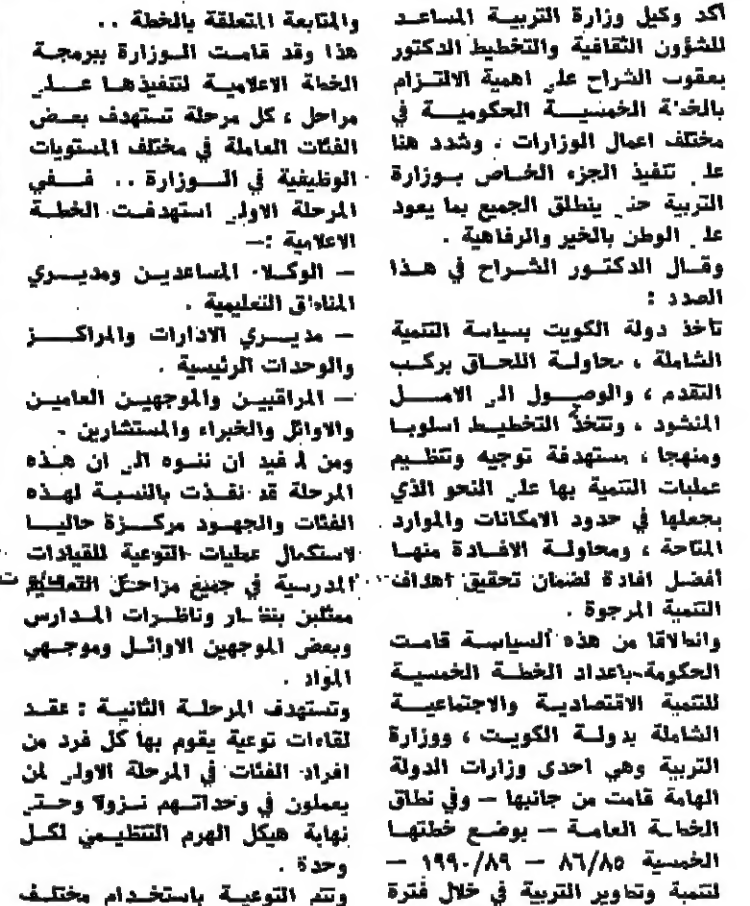 أكد وكيل وزارة التربية المساعد
للشؤون الثقافية والتخطيط الدكتور
يعقوب الشراح على اهمية الالتزام
بالخطة الخمسية الحكومية في
مختلف اعمال الوزارات . وشدد هنا
على تنفيذ الجزء الخاص بوزارة
التربية حتى ينطلق الجميع بما يعود
على الوطن بالخير والرفاهية .
وقال الدكتور الشراح في هذا
الصدد :
تأخذ دولة الكويت بسياسة التنمية
الشاملة ، محاولة اللحاق بركب
التقدم ، والوصول الى الامل
المنشود ، وتتخذ التخطيط اسلوبا
ومنهجا ، مستهدفة توجيه وتنظيم
عمليات التنمية بها على النحو الذي
يجعلها في حدود الامكانات والموارد
المتاحة ، ومحاولة الافادة منها
أفضل افادة لضمان تحقيق أهداف
التنمية المرجوة .
وانطلاقا من هذه السياسة قامت
الحكومة باعداد الخطة الخمسية
للتنمية الاقتصادية والاجتماعية
الشاملة بدولة الكويت ، ووزارة
التربية وهي احدى وزارات الدولة
الهامة قامت من جانبها — وفي نطاق
الخطة العامة — بوضع خطتها
الخمسية ٨٦/٨٥ — ١٩٩٠/٨٩ —
لتنمية وتطوير التربية في خلال فترة
والمتابعة المتعلقة بالخطة ..
هذا وقد قامت الوزارة ببرمجة
الخطة الاعلامية لتنفيذها على
مراحل ، كل مرحلة تستهدف بعض
الفئات العاملة في مختلف المستويات
الوظيفية في الوزارة .. ففي
المرحلة الاولى استهدفت الخطة
الاعلامية :—
— الوكلاء المساعدين ومديري
المناطق التعليمية .
— مديري الادارات والمراكز
والوحدات الرئيسية .
— المراقبين والموجهين العامين
والاوائل والخبراء والمستشارين .
ومن المفيد ان ننوه الى ان هذه
المرحلة قد نفذت بالنسبة لهذه
الفئات والجهود مركزة حاليا
لاستكمال عمليات التوعية للقيادات
المدرسية في جميع مراحل التعليم
ممثلين بنظار وناظرات المدارس
وبعض الموجهين الاوائل وموجهي
المواد .
وتستهدف المرحلة الثانية : عقد
لقاءات توعية يقوم بها كل فرد من
افراد الفئات في المرحلة الاولى لمن
يعملون في وحداتهم نزولا وحتى
نهاية هيكل الهرم التنظيمي لكل
وحدة .
وتتم التوعية باستخدام مختلف